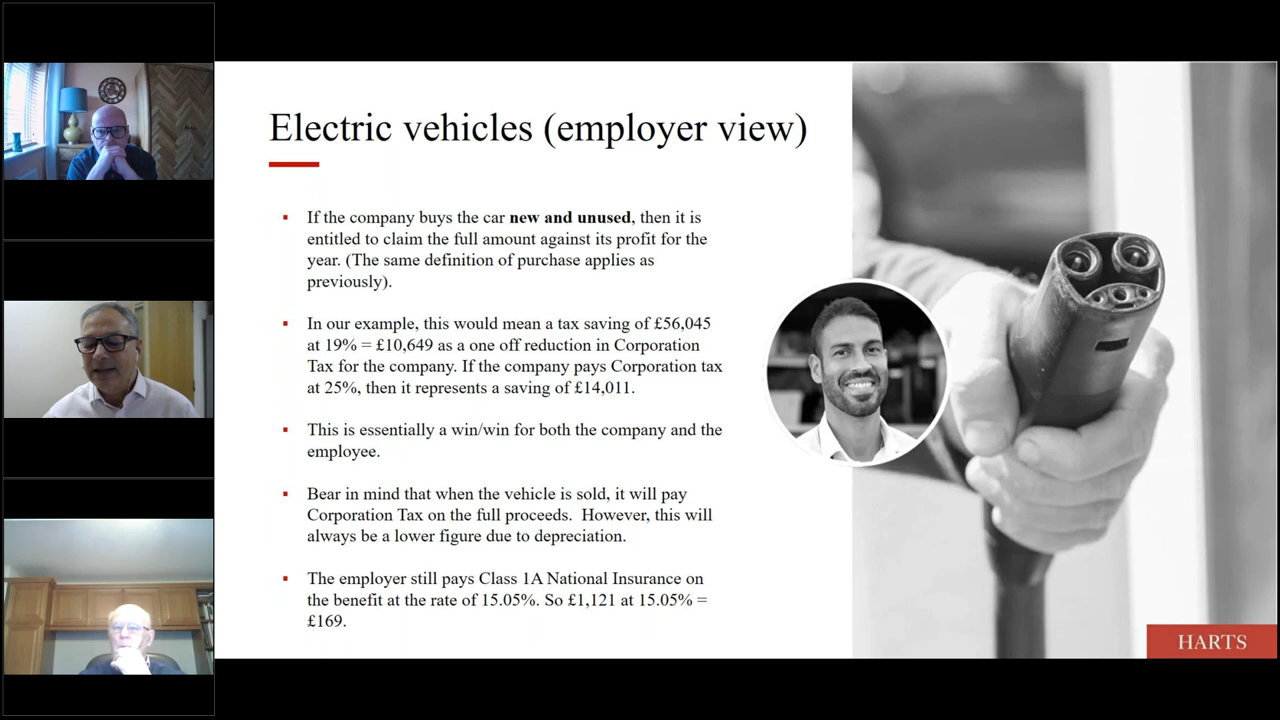 Electric vehicles (employer view)
▪ If the company buys the car new and unused, then it is
entitled to claim the full amount against its profit for the
year. (The same definition of purchase applies as
previously).
▪ In our example, this would mean a tax saving of £56,045
at 19% = £10,649 as a one off reduction in Corporation
Tax for the company. If the company pays Corporation tax
at 25%, then it represents a saving of £14,011.
▪ This is essentially a win/win for both the company and the
employee.
▪ Bear in mind that when the vehicle is sold, it will pay
Corporation Tax on the full proceeds.  However, this will
always be a lower figure due to depreciation.
▪ The employer still pays Class 1A National Insurance on
the benefit at the rate of 15.05%. So £1,121 at 15.05% =
£169.
HARTS